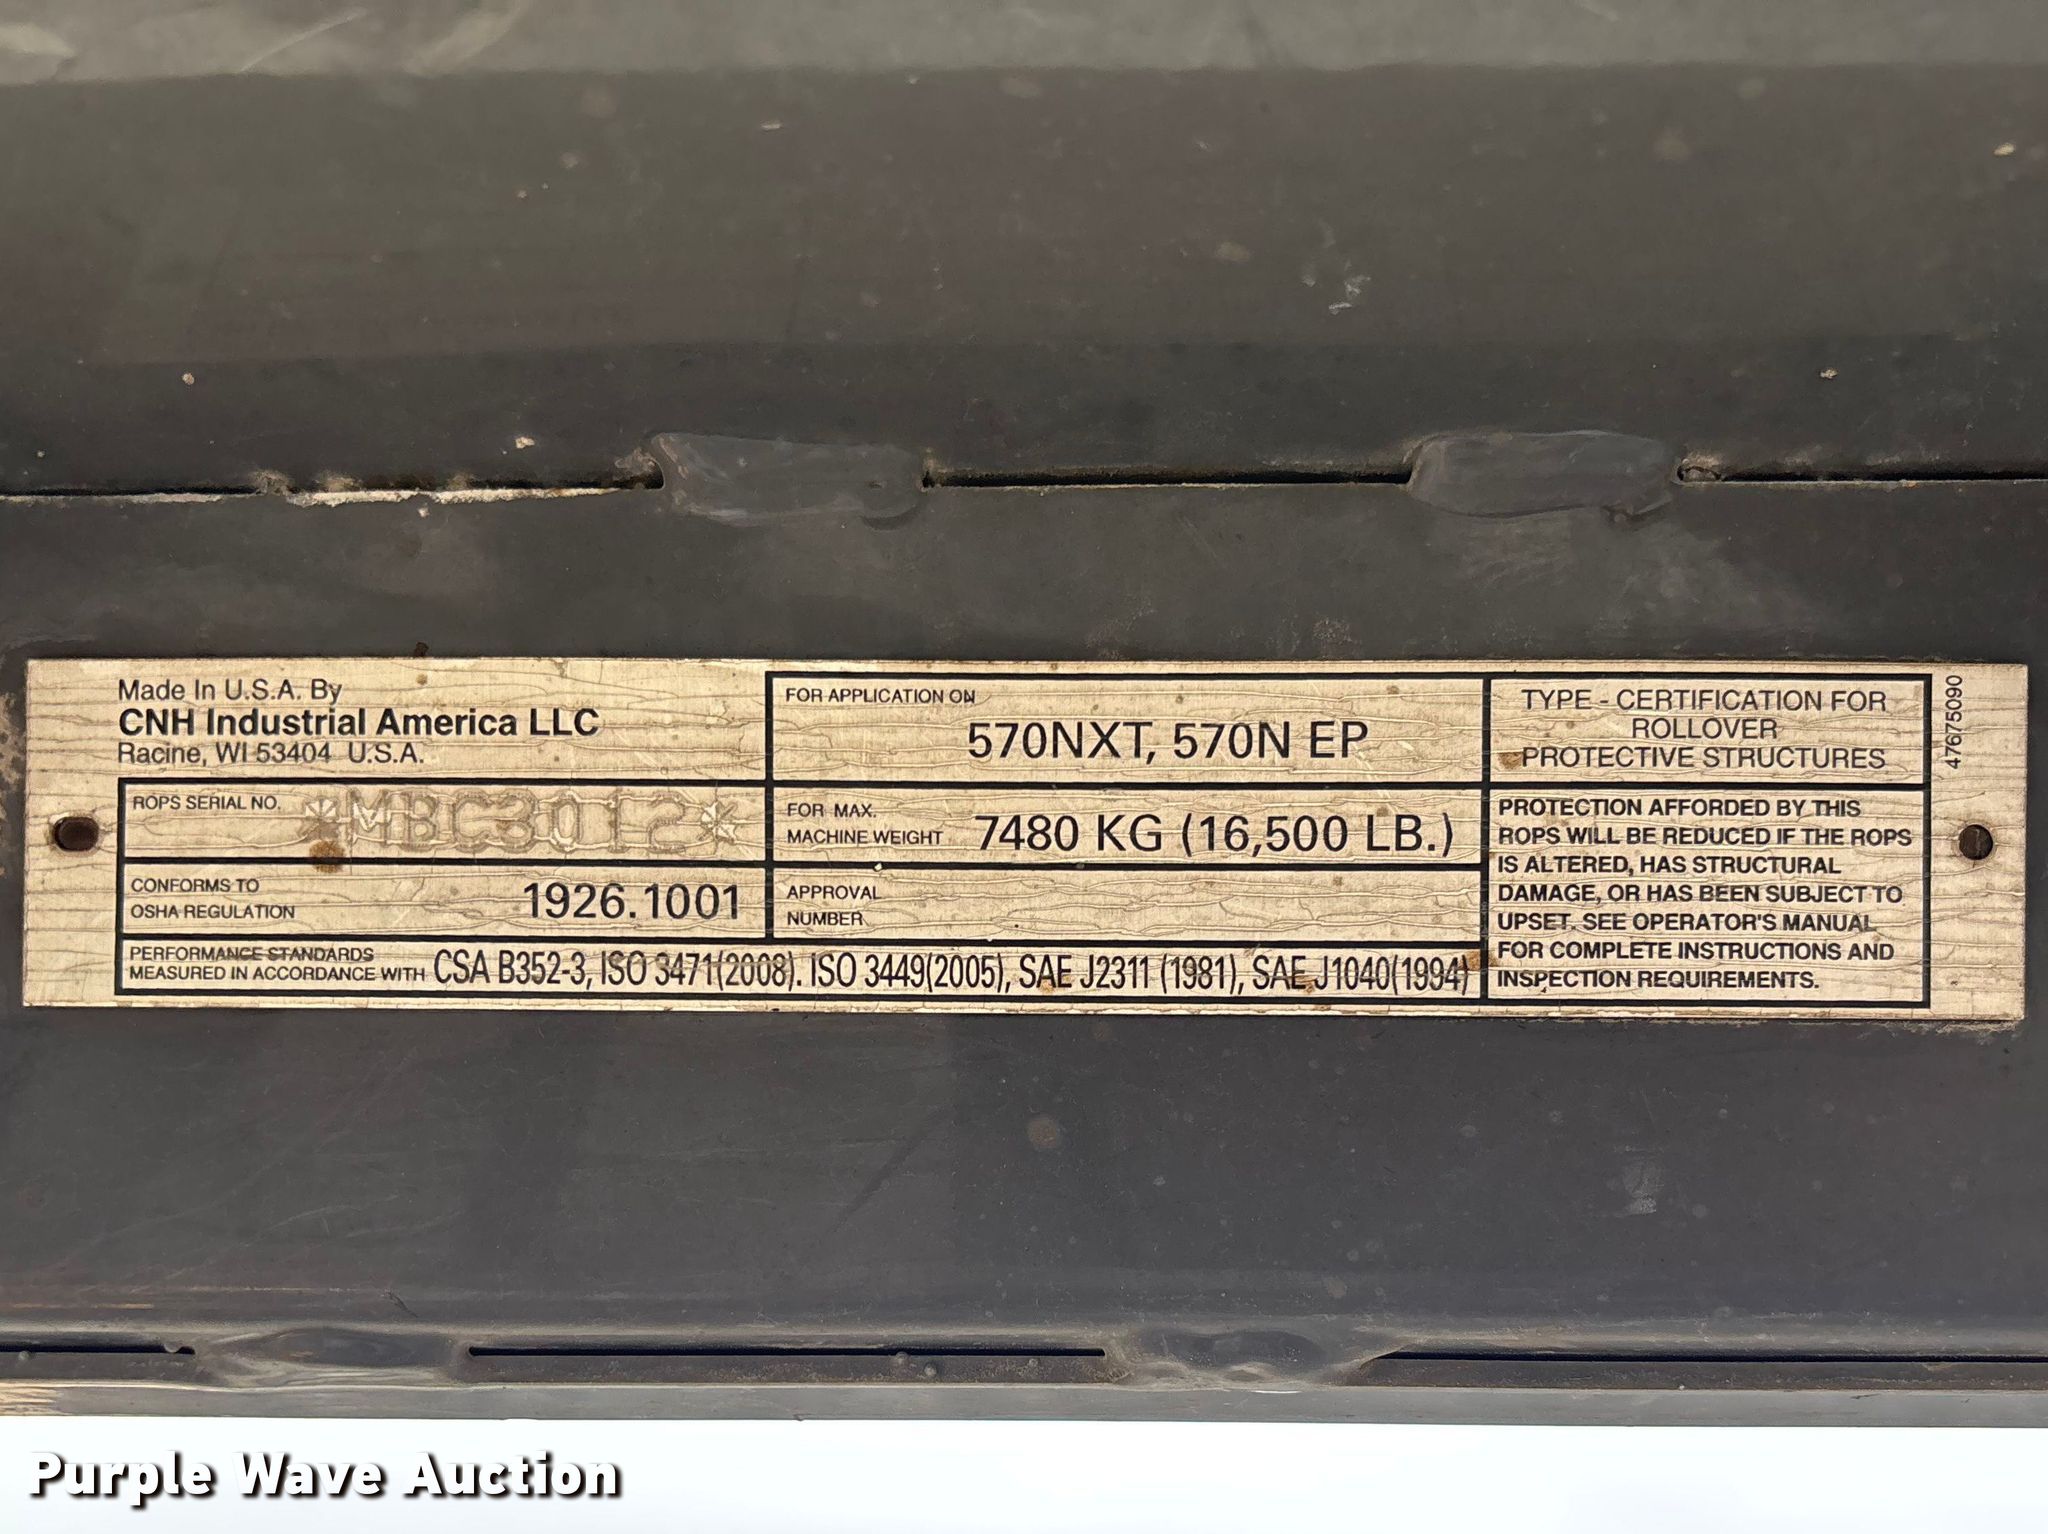 Made In U.S.A. By
CNH Industrial America LLC
Racine, WI 53404 U.S.A.
ROPS SERIAL NO. *MBC3012*
CONFORMS TO
OSHA REGULATION 1926.1001
FOR APPLICATION ON
570NXT, 570N EP
FOR MAX.
MACHINE WEIGHT 7480 KG (16,500 LB.)
APPROVAL
NUMBER
PERFORMANCE STANDARDS
MEASURED IN ACCORDANCE WITH CSA B352-3, ISO 3471(2008). ISO 3449(2005), SAE J2311 (1981), SAE J1040(1994)
TYPE - CERTIFICATION FOR
ROLLOVER
PROTECTIVE STRUCTURES
PROTECTION AFFORDED BY THIS
ROPS WILL BE REDUCED IF THE ROPS
IS ALTERED, HAS STRUCTURAL
DAMAGE, OR HAS BEEN SUBJECT TO
UPSET. SEE OPERATOR'S MANUAL
FOR COMPLETE INSTRUCTIONS AND
INSPECTION REQUIREMENTS.
47675090
Purple Wave Auction